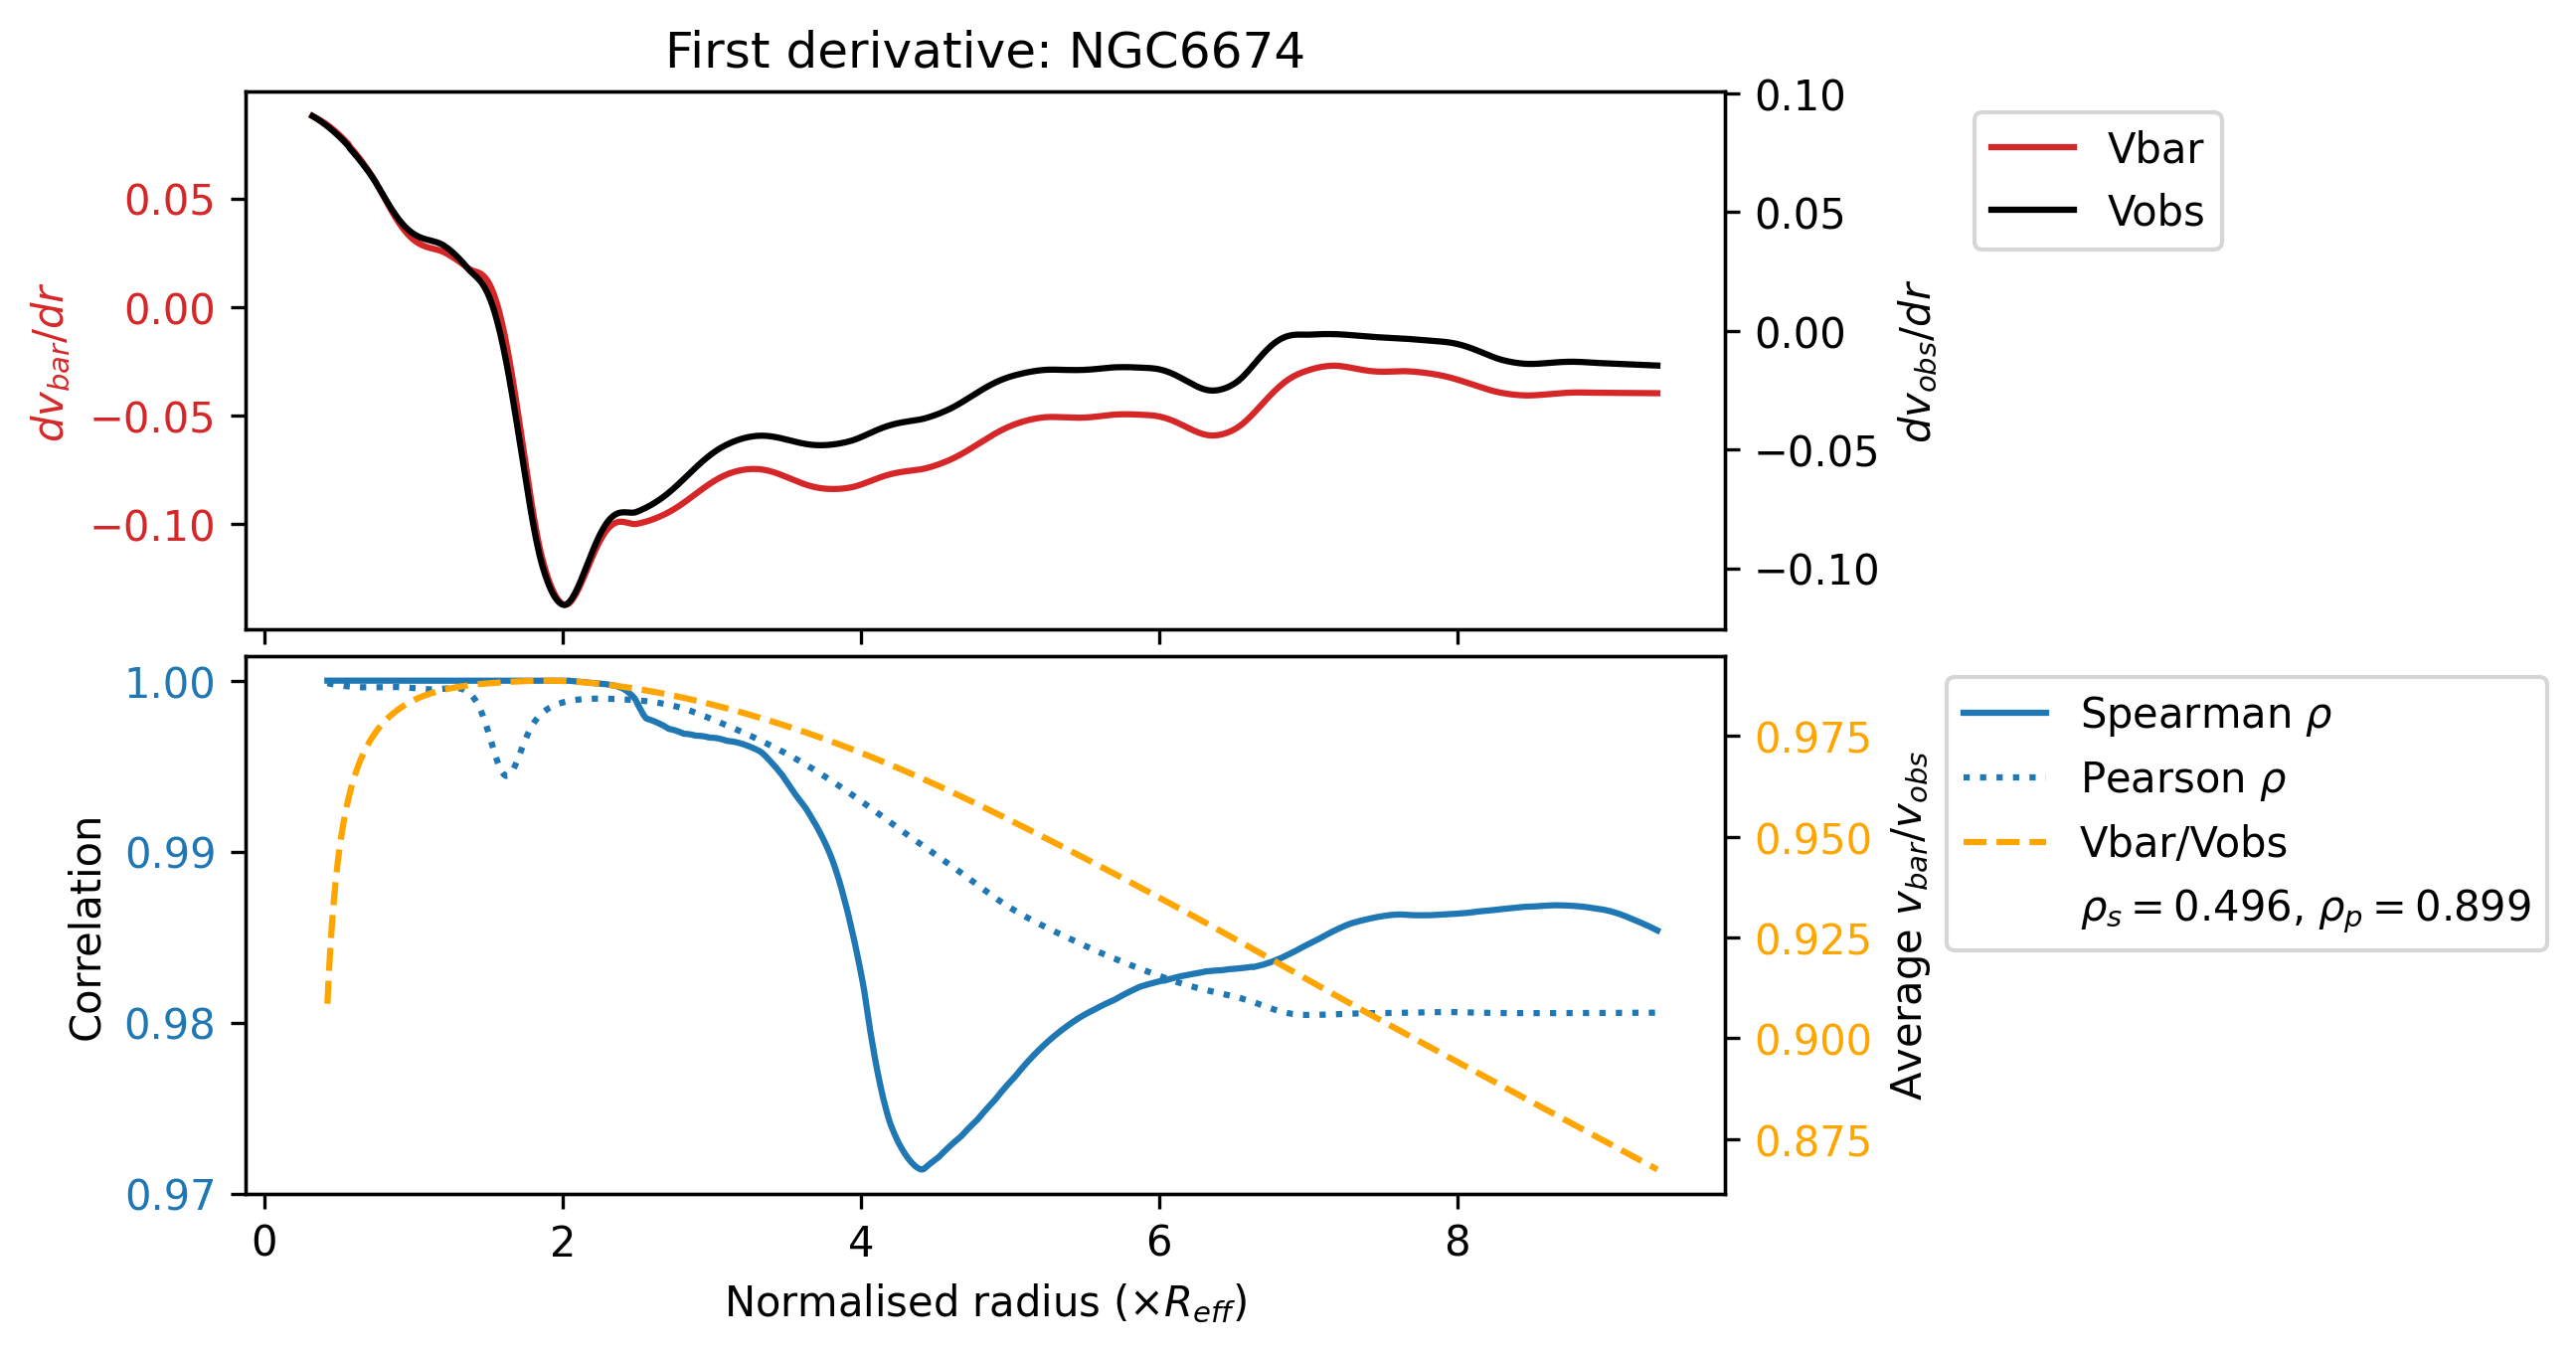 First derivative: NGC6674
dv_bar/dr
0.05
0.00
−0.05
−0.10
0.10
0.05
0.00
−0.05
−0.10
dv_obs/dr
Vbar
Vobs
Correlation
1.00
0.99
0.98
0.97
0.975
0.950
0.925
0.900
0.875
Average v_bar/v_obs
Spearman ρ
Pearson ρ
Vbar/Vobs
ρ_s = 0.496, ρ_p = 0.899
0 2 4 6 8
Normalised radius (×R_eff)